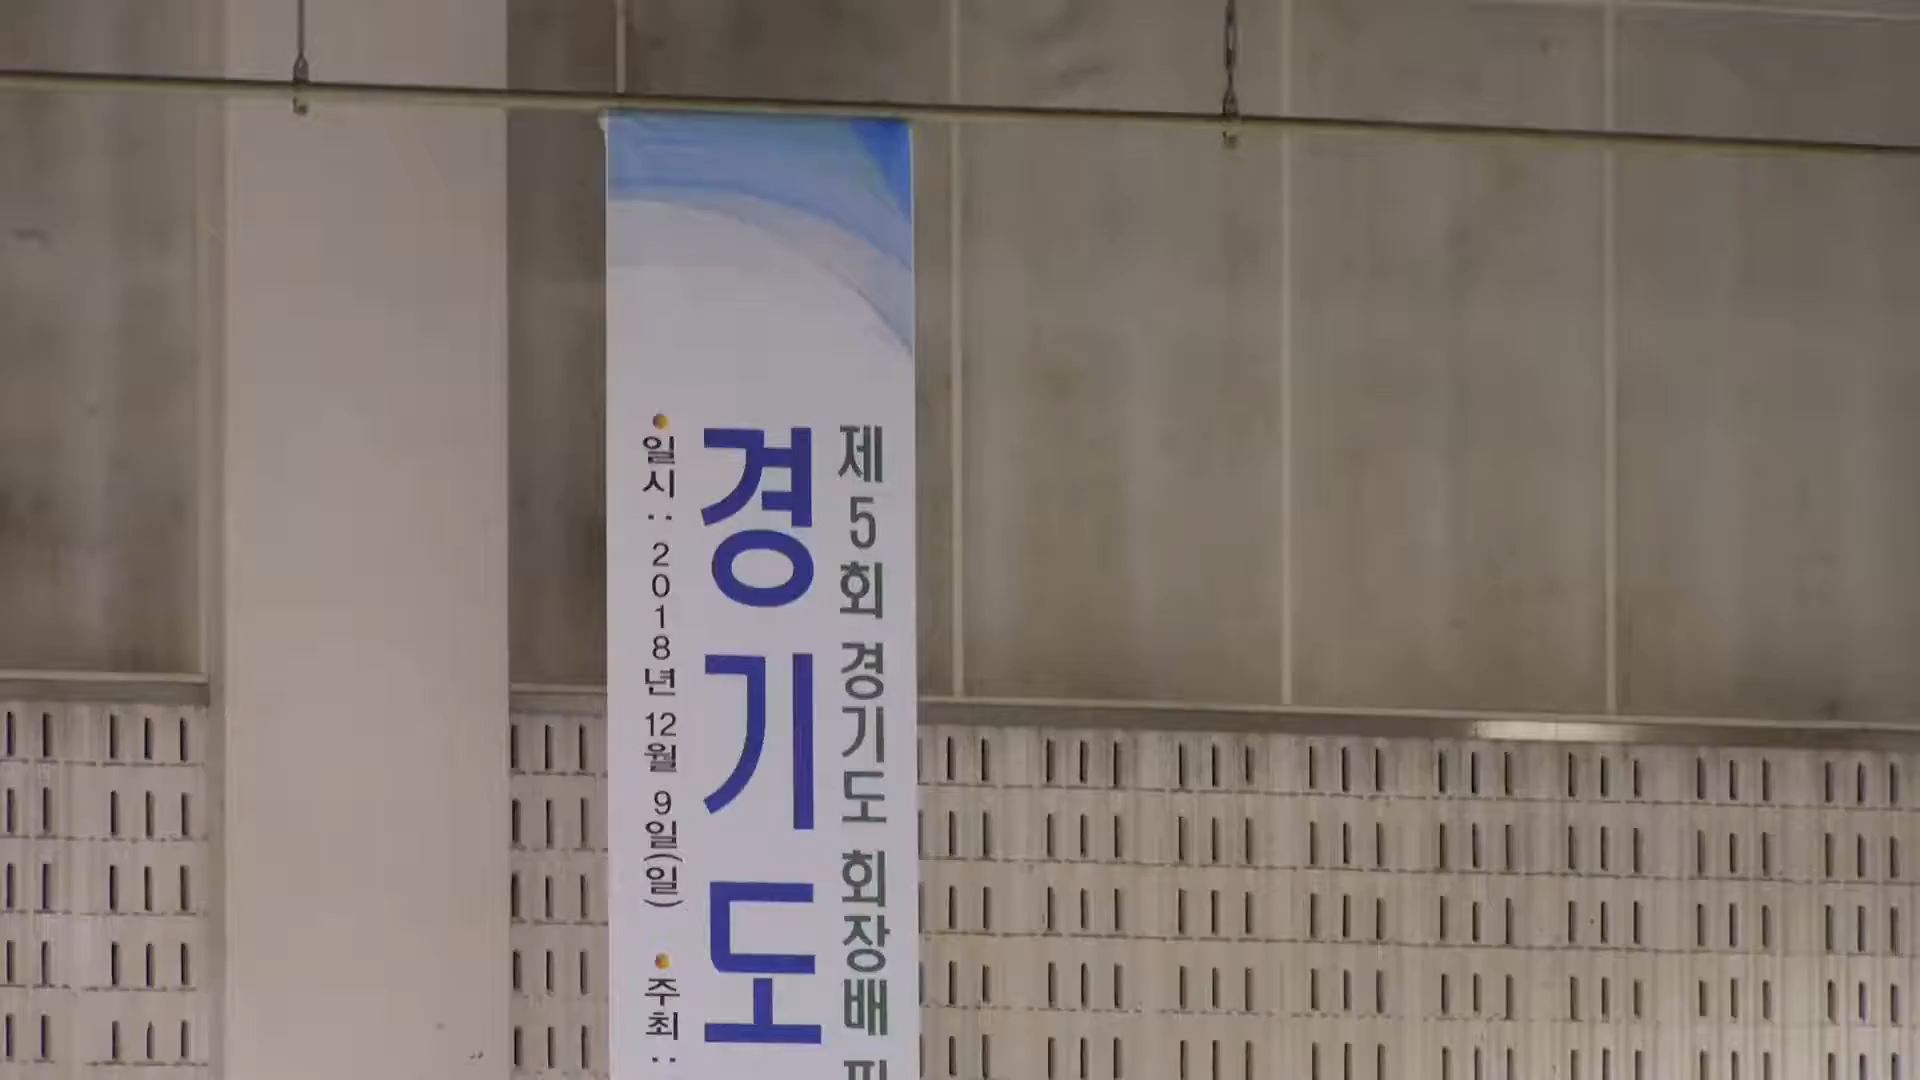 제5회 경기도 회장배
경기도
일시 : 2018년 12월 9일(일) 주최 :